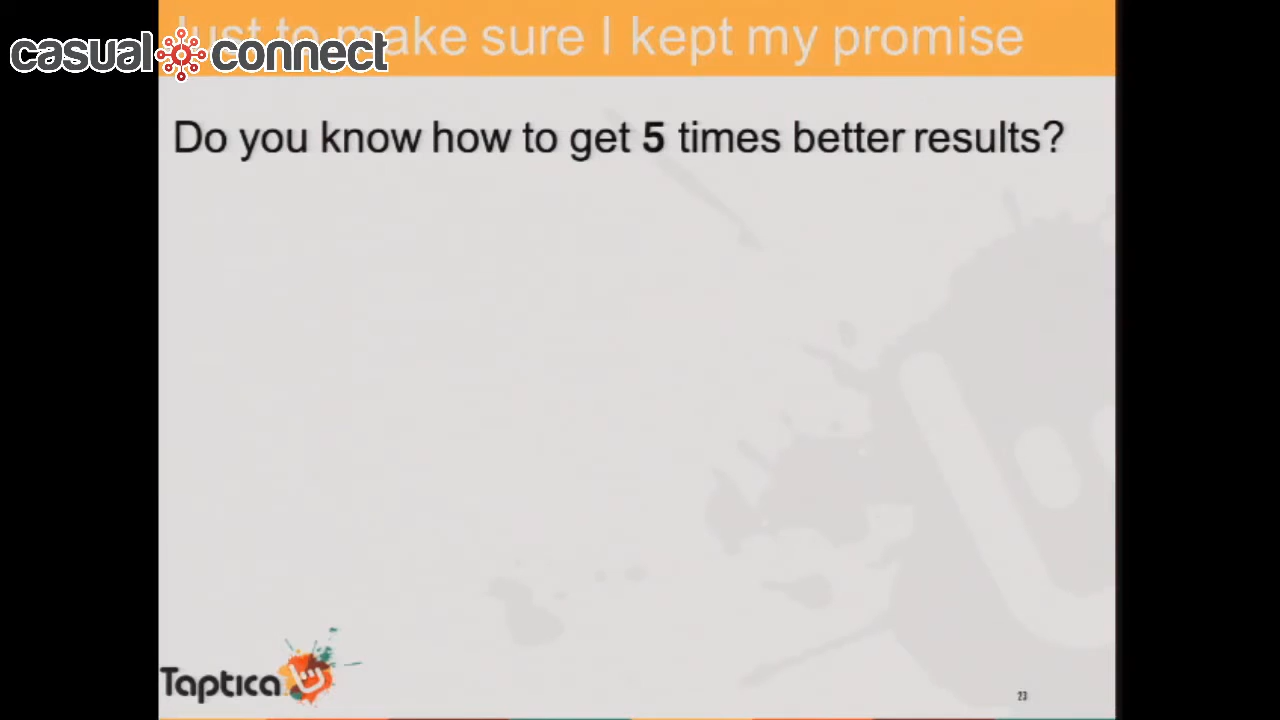 Just to make sure I kept my promise
casual connect
Do you know how to get 5 times better results?
Taptica
23